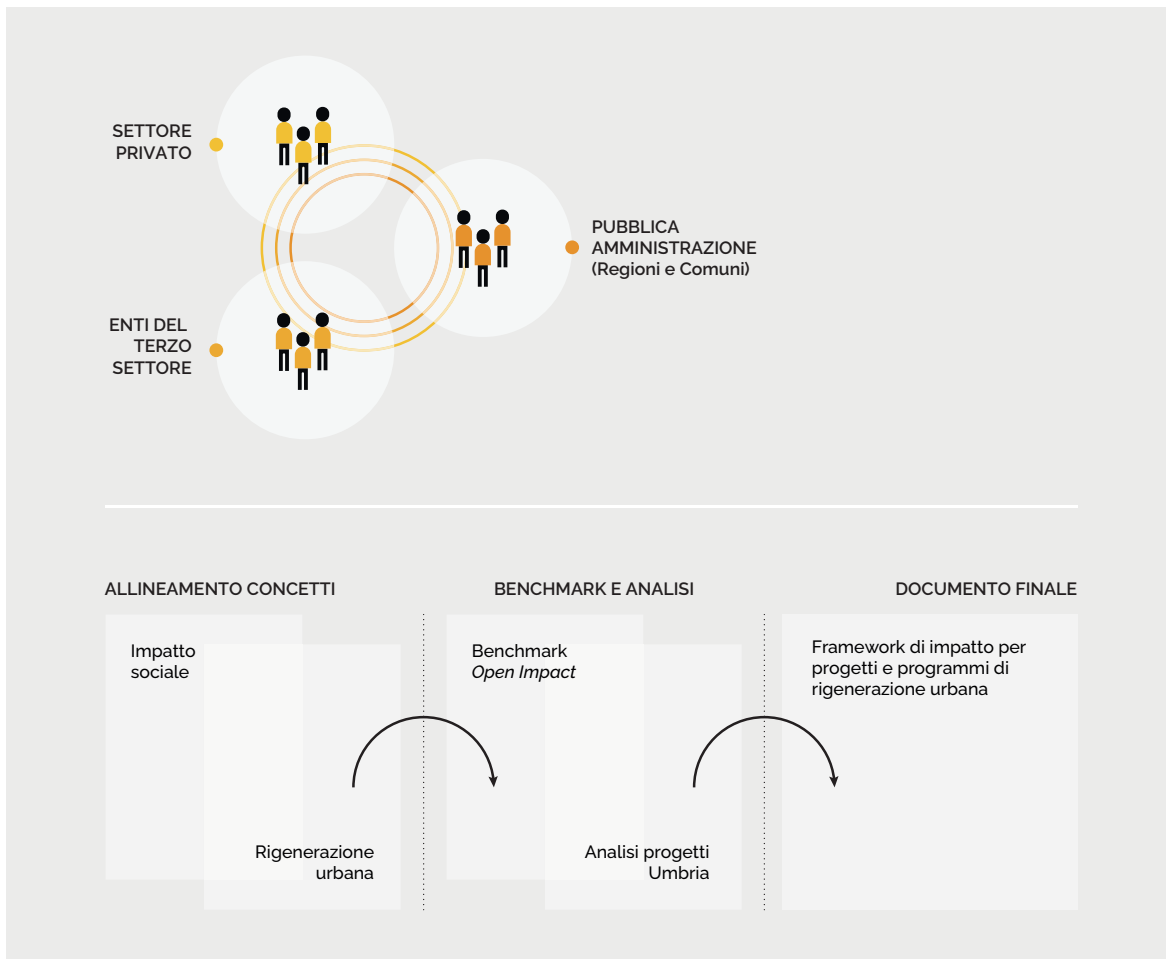 SETTORE
PRIVATO
PUBBLICA
AMMINISTRAZIONE
(Regioni e Comuni)
ENTI DEL
TERZO
SETTORE
ALLINEAMENTO CONCETTI
Impatto
sociale
Rigenerazione
urbana
BENCHMARK E ANALISI
Benchmark
Open Impact
Analisi progetti
Umbria
DOCUMENTO FINALE
Framework di impatto per
progetti e programmi di
rigenerazione urbana